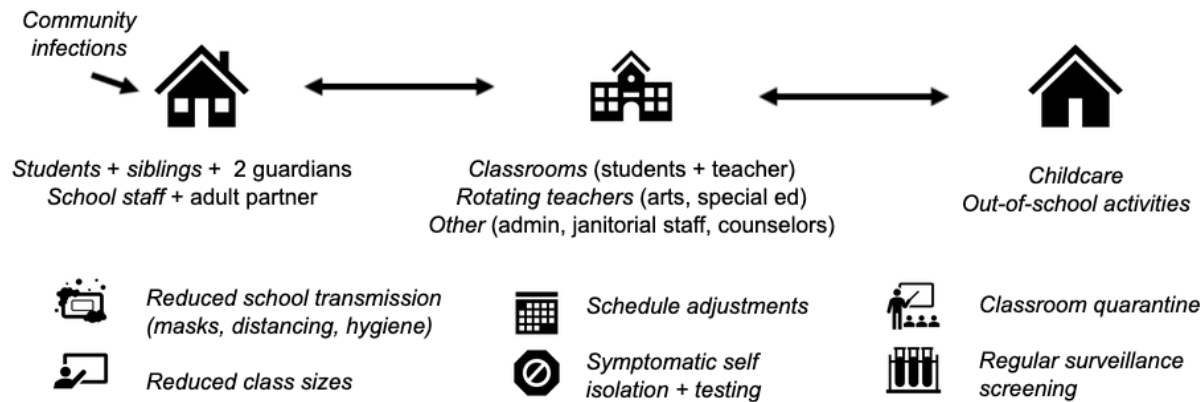 Community
infections
Students + siblings + 2 guardians
School staff + adult partner
Classrooms (students + teacher)
Rotating teachers (arts, special ed)
Other (admin, janitorial staff, counselors)
Childcare
Out-of-school activities
Reduced school transmission
(masks, distancing, hygiene)
Schedule adjustments
Classroom quarantine
Reduced class sizes
Symptomatic self
isolation + testing
Regular surveillance
screening